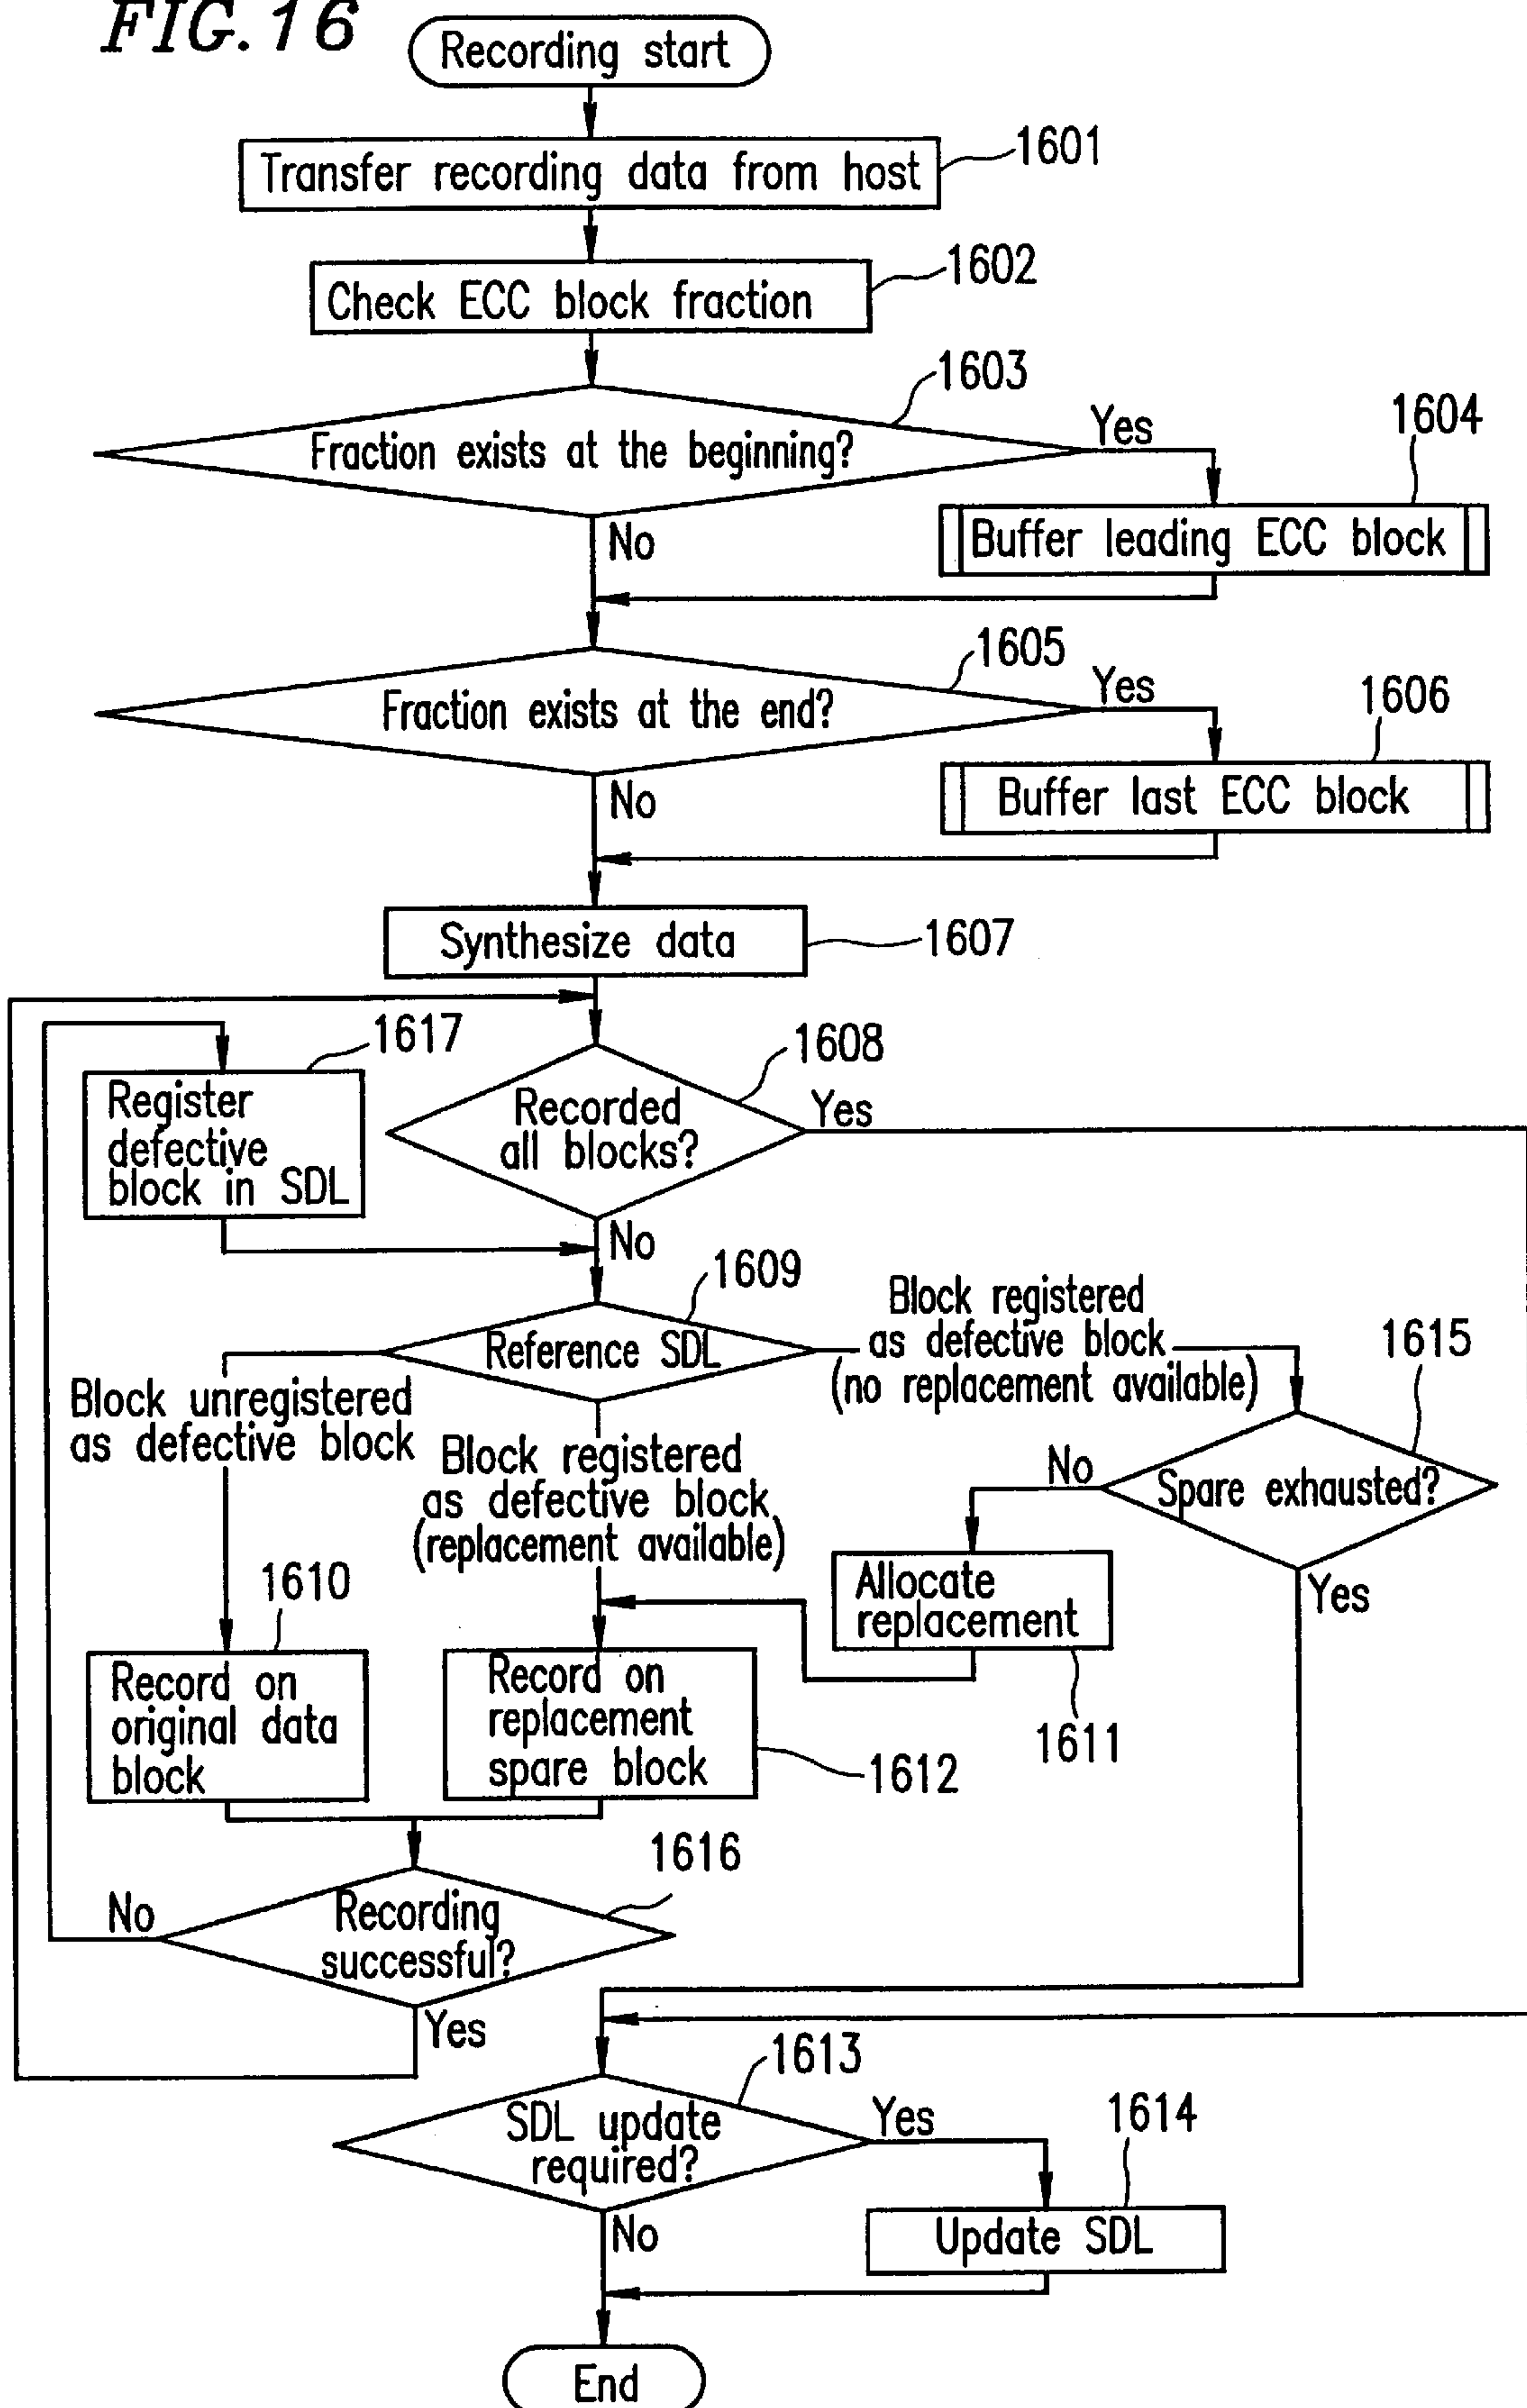 FIG. 16
Recording start
Transfer recording data from host
1601
Check ECC block fraction
1602
1603
Fraction exists at the beginning?
Yes
1604
No
Buffer leading ECC block
1605
Fraction exists at the end?
Yes
1606
No
Buffer last ECC block
Synthesize data
1607
1617
Register
defective
block in SDL
1608
Recorded
all blocks?
Yes
No
1609
Reference SDL
Block registered
as defective block
(no replacement available)
1615
Block unregistered
as defective block
Block registered
as defective block
(replacement available)
No
Spare exhausted?
Yes
Allocate
replacement
1611
1610
Record on
original data
block
Record on
replacement
spare block
1612
1616
No
Recording
successful?
Yes
1613
SDL update
required?
Yes
1614
No
Update SDL
End